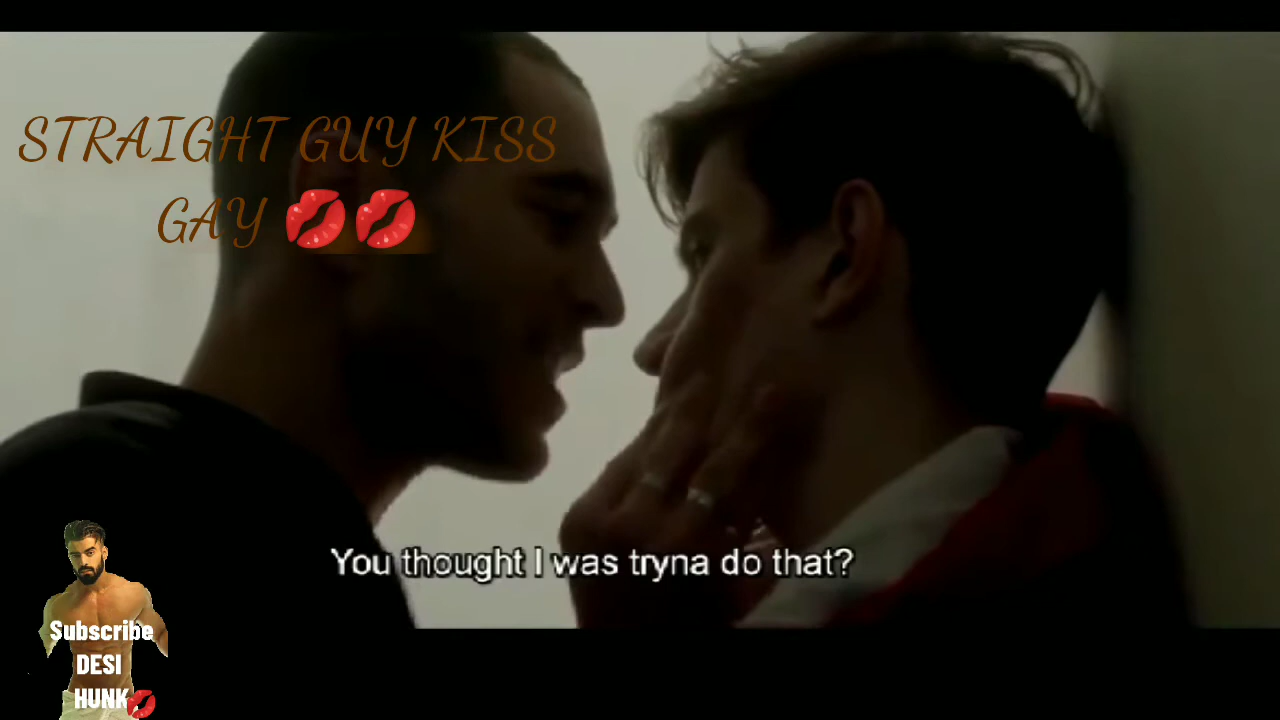 STRAIGHT GUY KISS
GAY 💋💋
You thought I was tryna do that?
Subscribe
DESI
HUNK💋